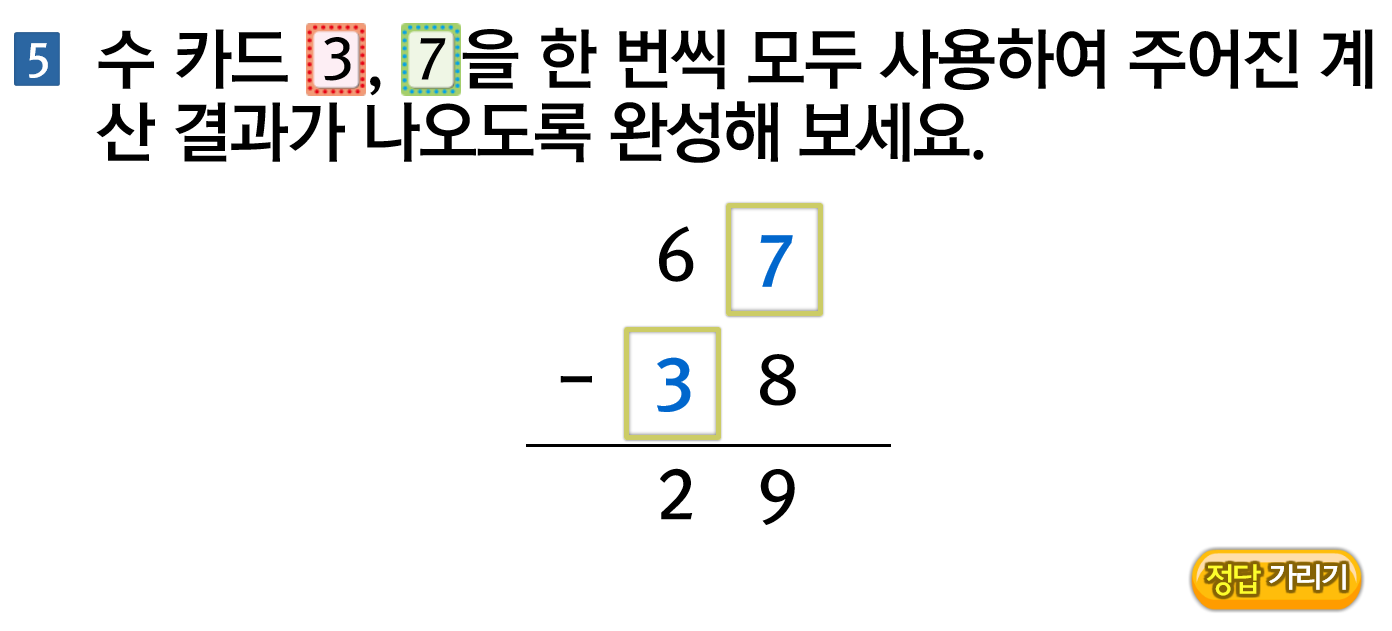 5 수 카드 3, 7을 한 번씩 모두 사용하여 주어진 계
산 결과가 나오도록 완성해 보세요.
6 7
- 3 8
2 9
정답 가리기